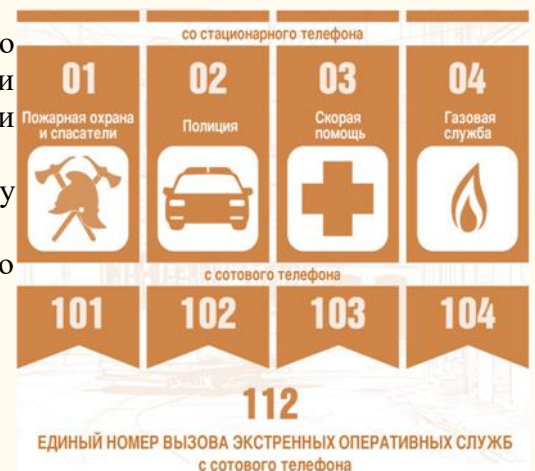 о
и
и
у
о
со стационарного телефона
01 02 03 04
Пожарная охрана
и спасатели
Полиция
Скорая
помощь
Газовая
служба
с сотового телефона
101 102 103 104
112
ЕДИНЫЙ НОМЕР ВЫЗОВА ЭКСТРЕННЫХ ОПЕРАТИВНЫХ СЛУЖБ
с сотового телефона